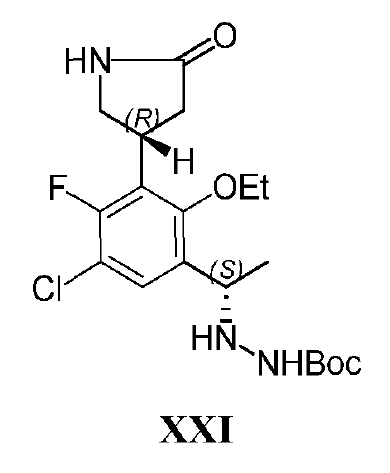 HN O
(R)
H
F OEt
Cl (S)
HN
NHBoc
XXI